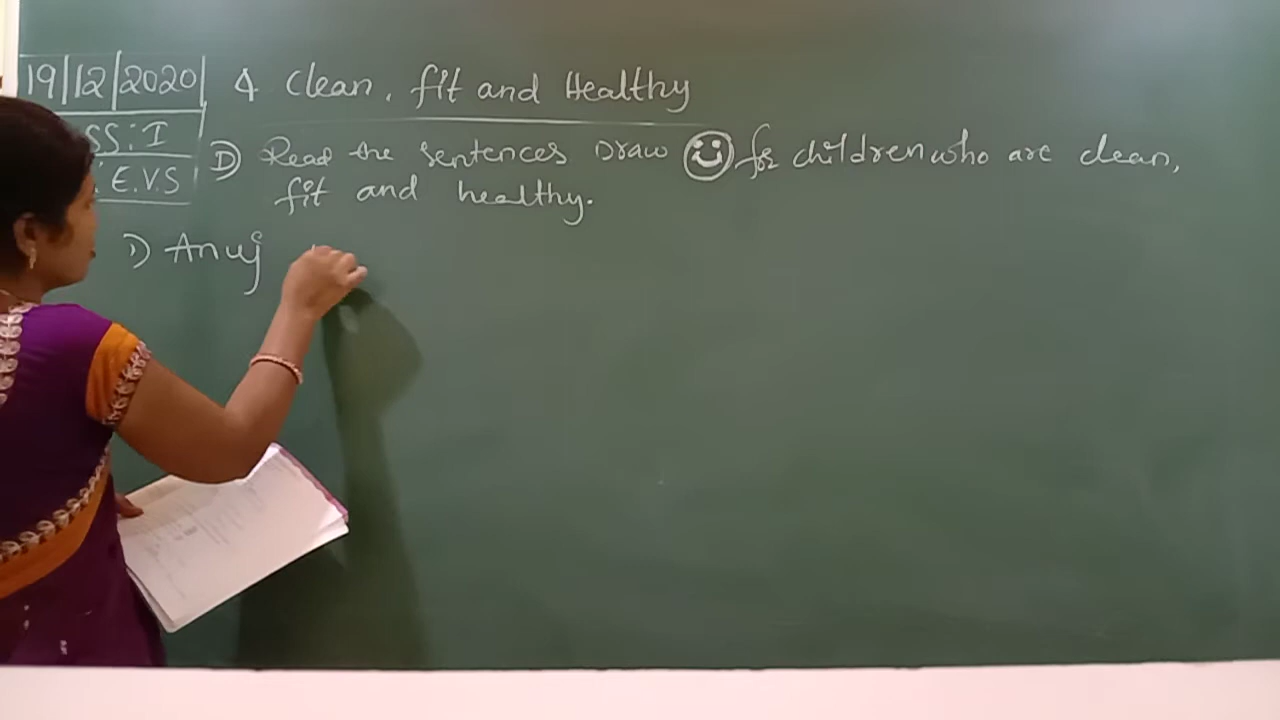 19/12/2020 4 Clean, fit and Healthy
SS: I
: E.V.S
D) Read the sentences Draw for children who are clean,
fit and healthy.
1) Anuj